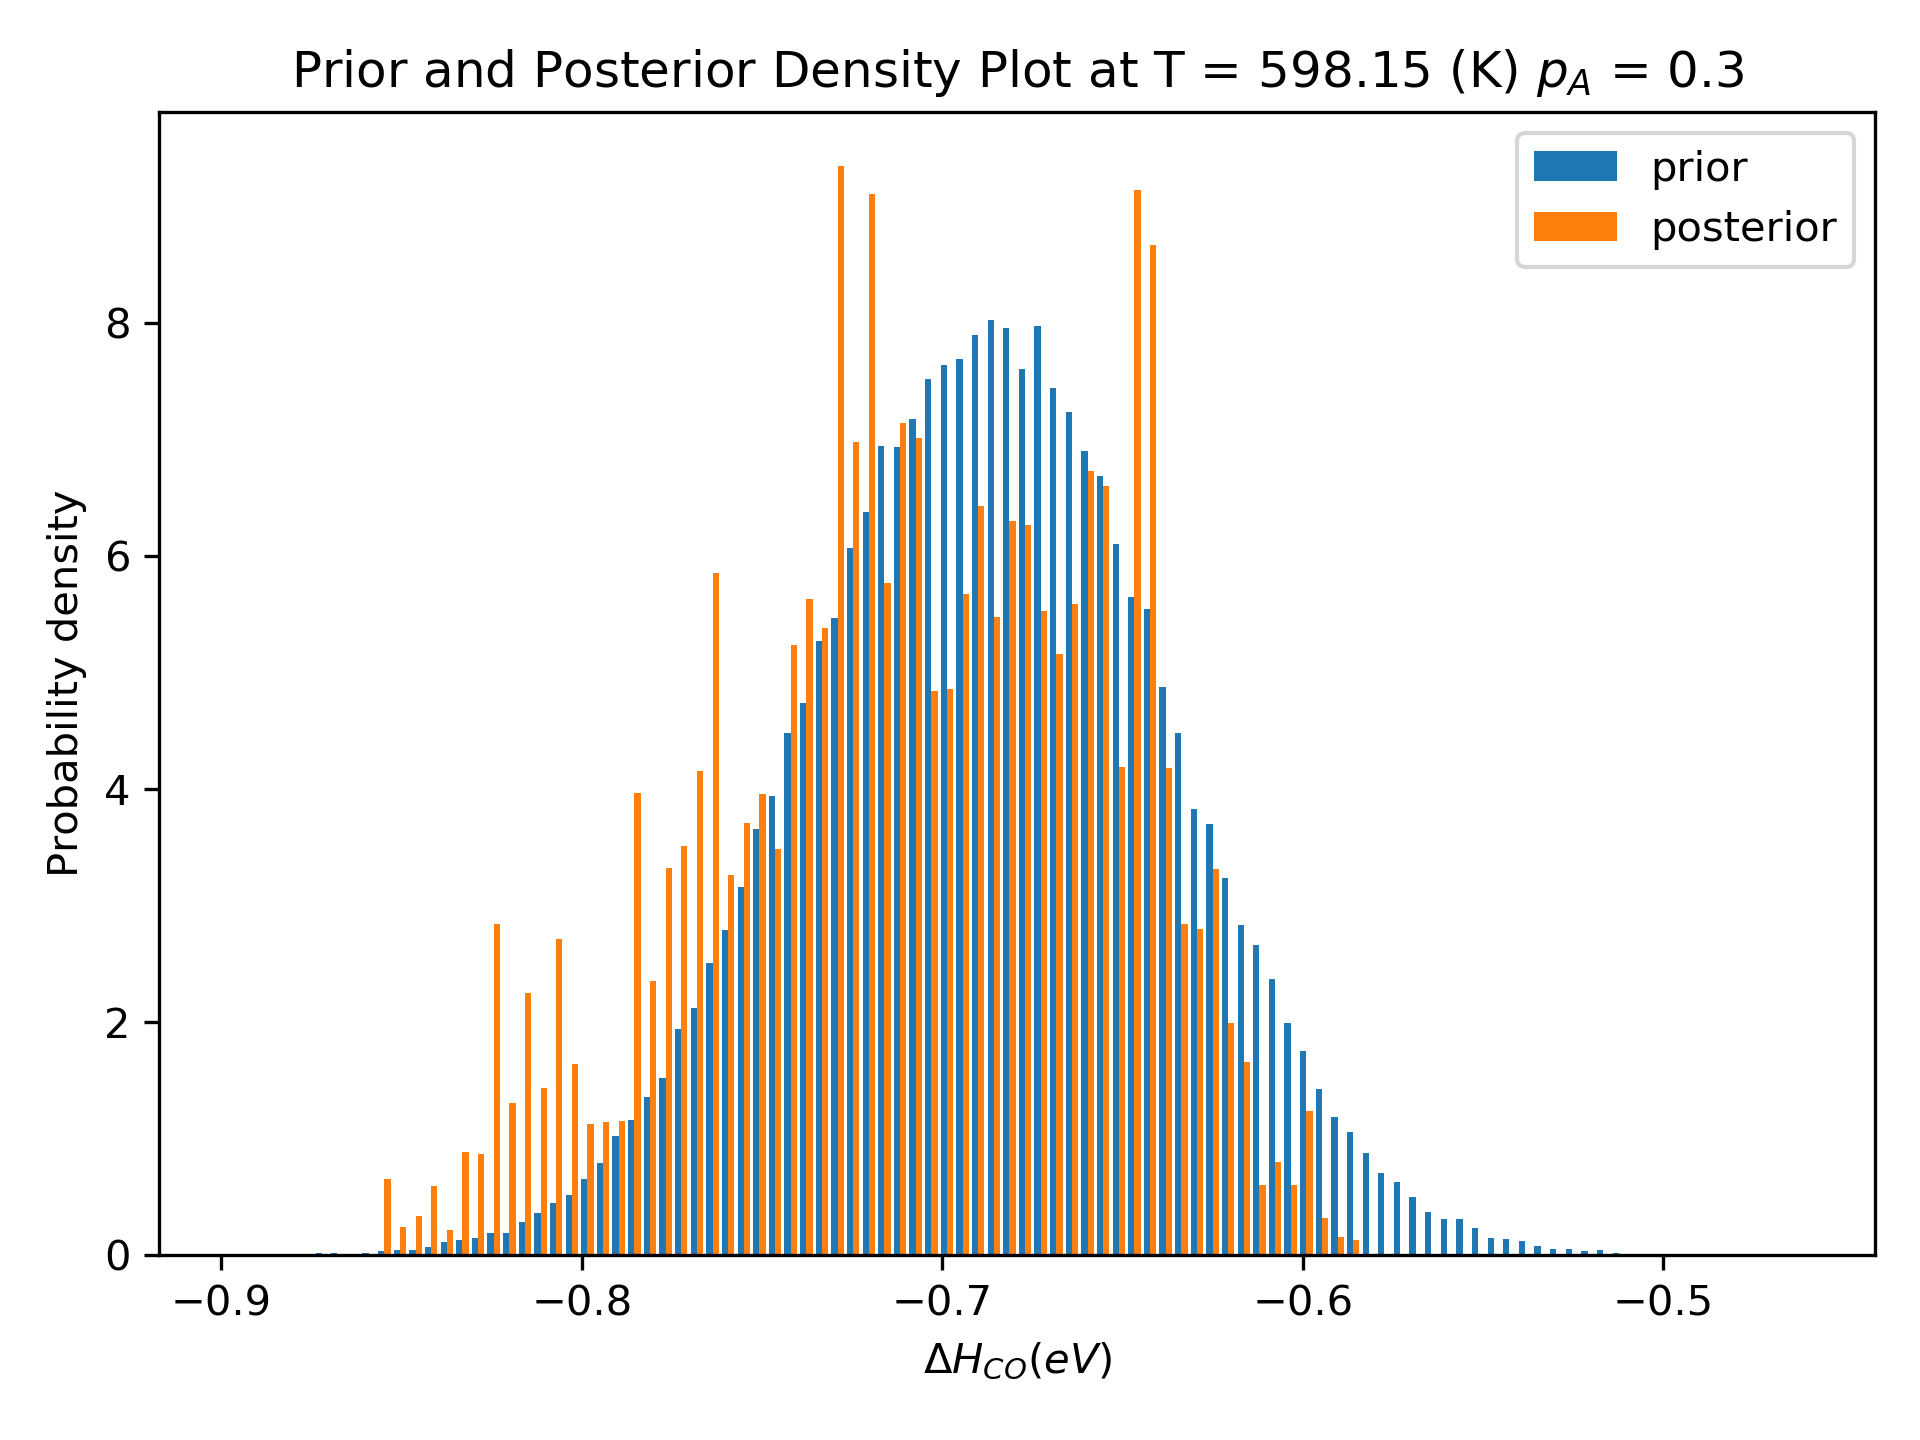 Prior and Posterior Density Plot at T = 598.15 (K) p_A = 0.3
prior
posterior
Probability density
8
6
4
2
0
−0.9 −0.8 −0.7 −0.6 −0.5
ΔH_CO(eV)